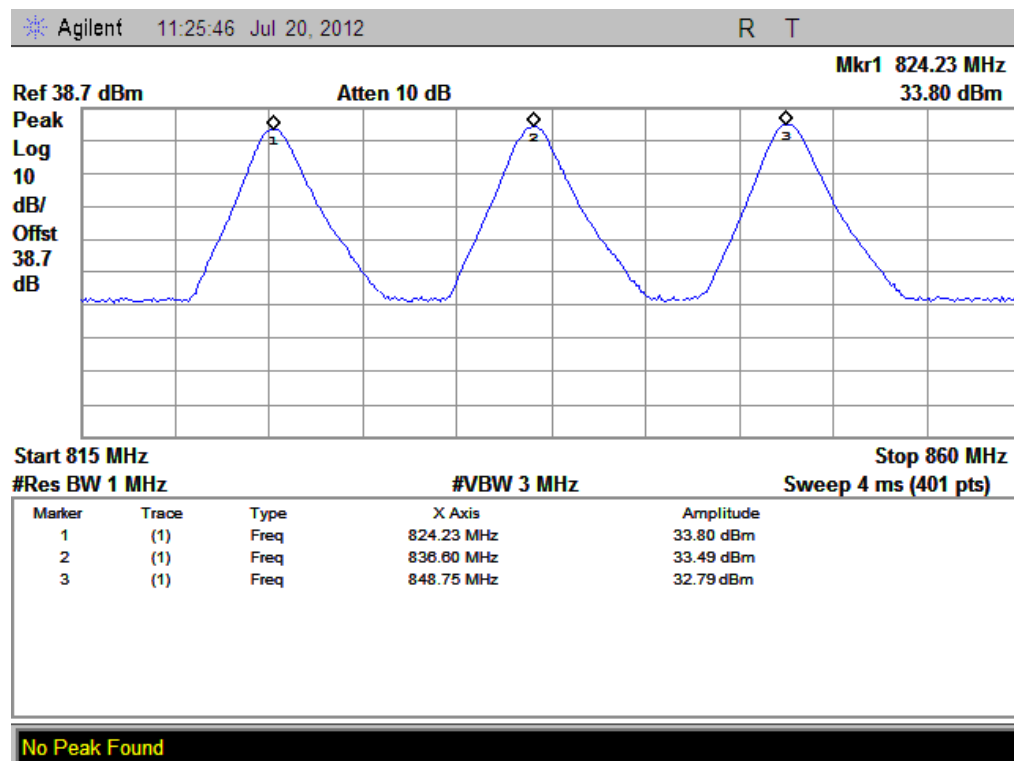 Agilent 11:25:46 Jul 20, 2012 R T
Mkr1 824.23 MHz
Ref 38.7 dBm Atten 10 dB 33.80 dBm
Peak
Log
10
dB/
Offst
38.7
dB
1 2 3
Start 815 MHz Stop 860 MHz
#Res BW 1 MHz #VBW 3 MHz Sweep 4 ms (401 pts)
Marker Trace Type X Axis Amplitude
1 (1) Freq 824.23 MHz 33.80 dBm
2 (1) Freq 836.60 MHz 33.49 dBm
3 (1) Freq 848.75 MHz 32.79 dBm
No Peak Found